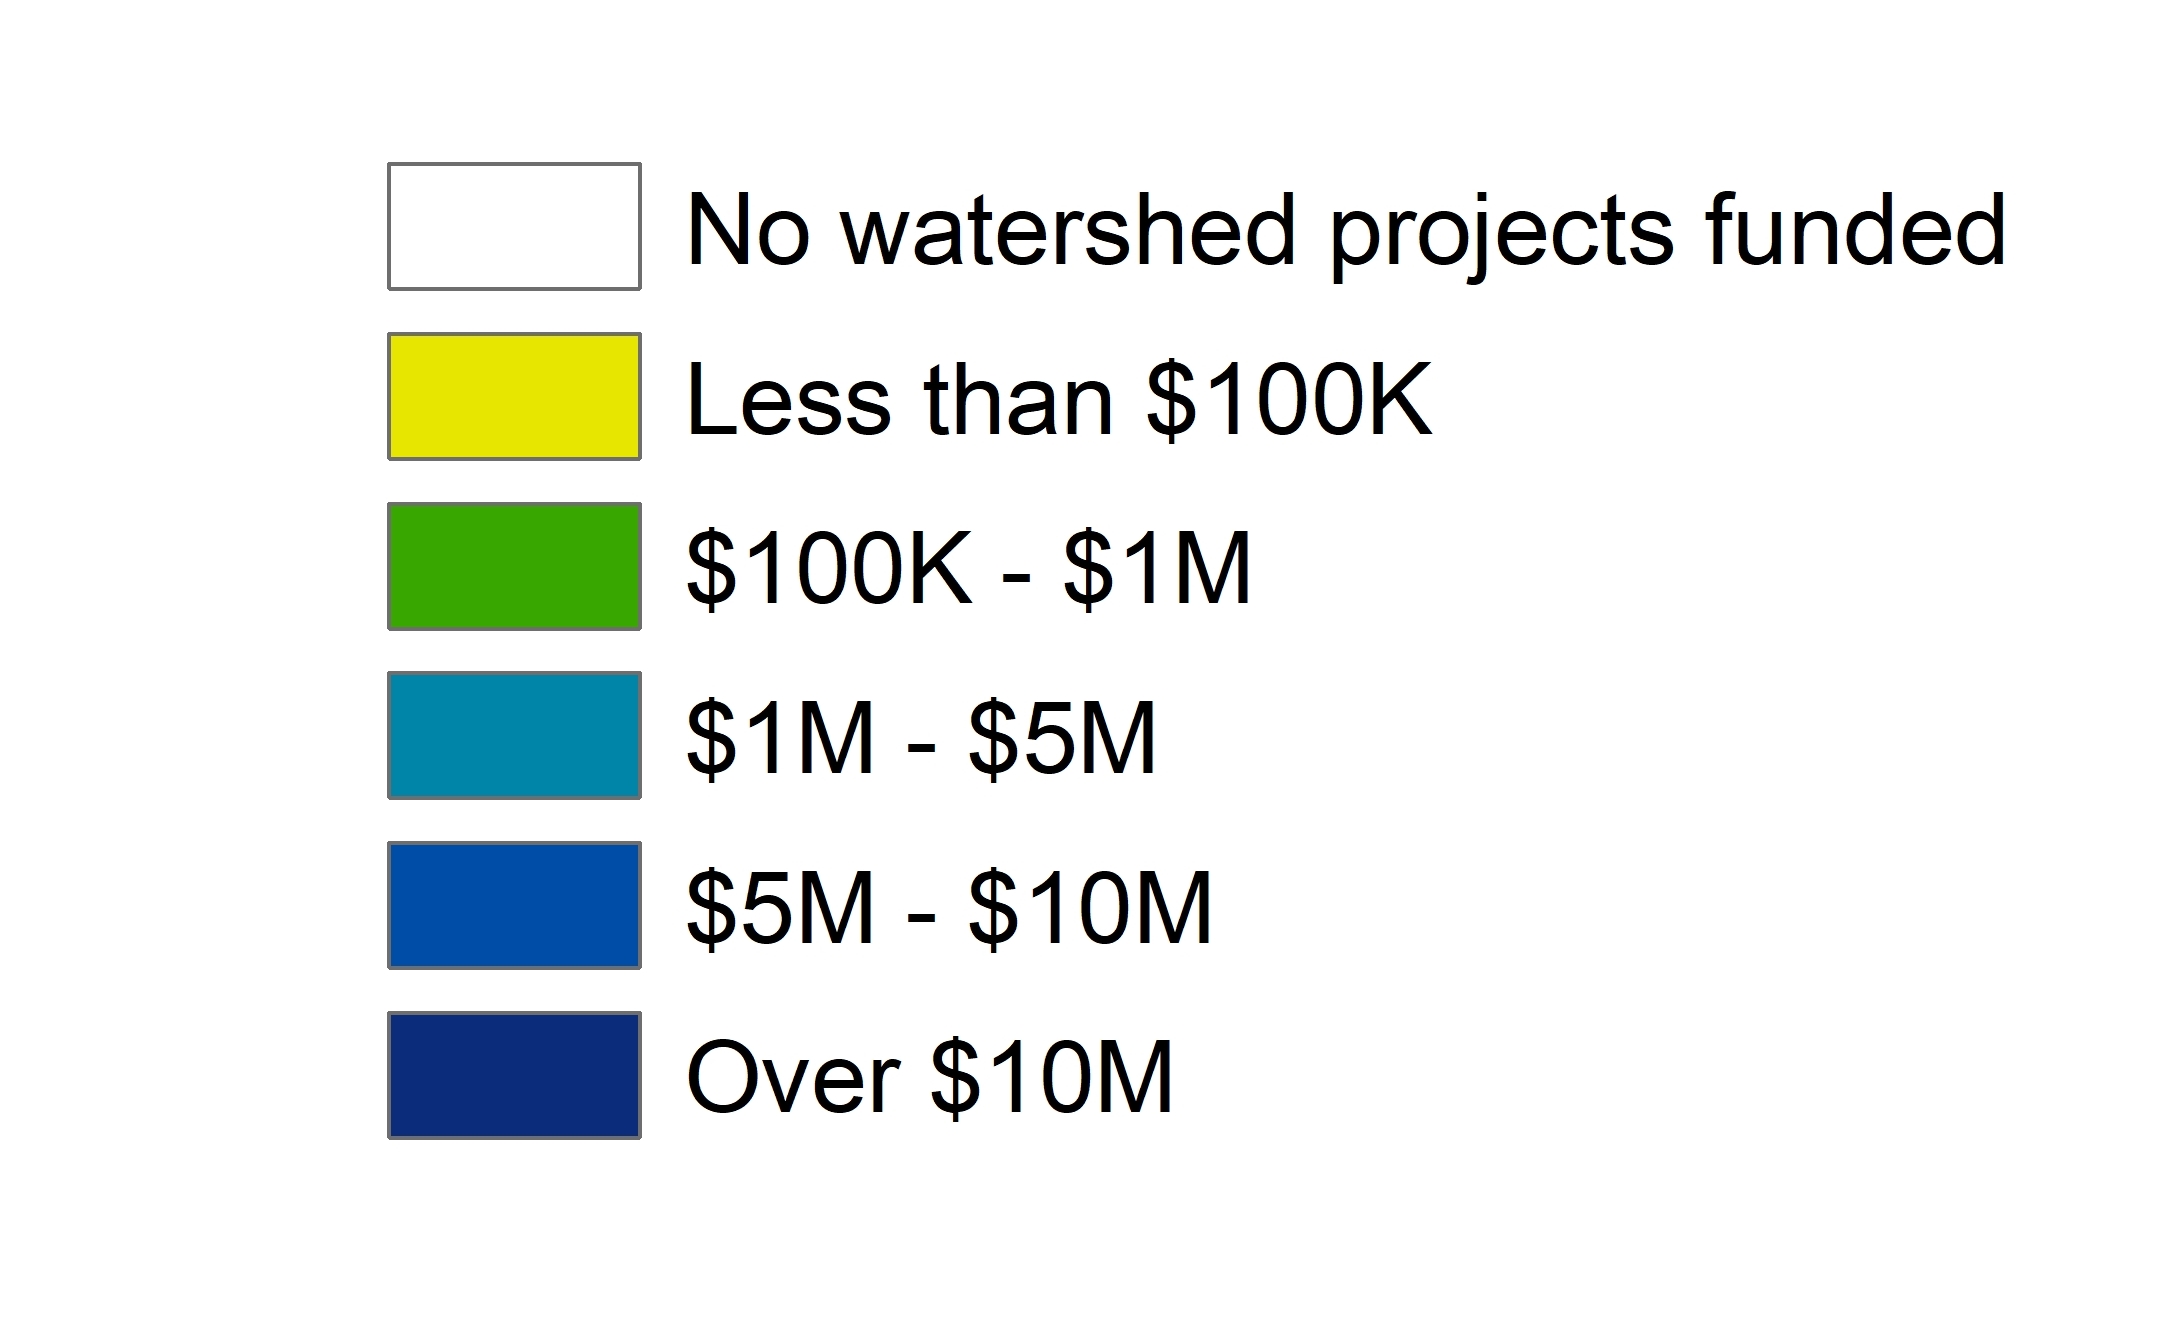 No watershed projects funded
Less than $100K
$100K - $1M
$1M - $5M
$5M - $10M
Over $10M